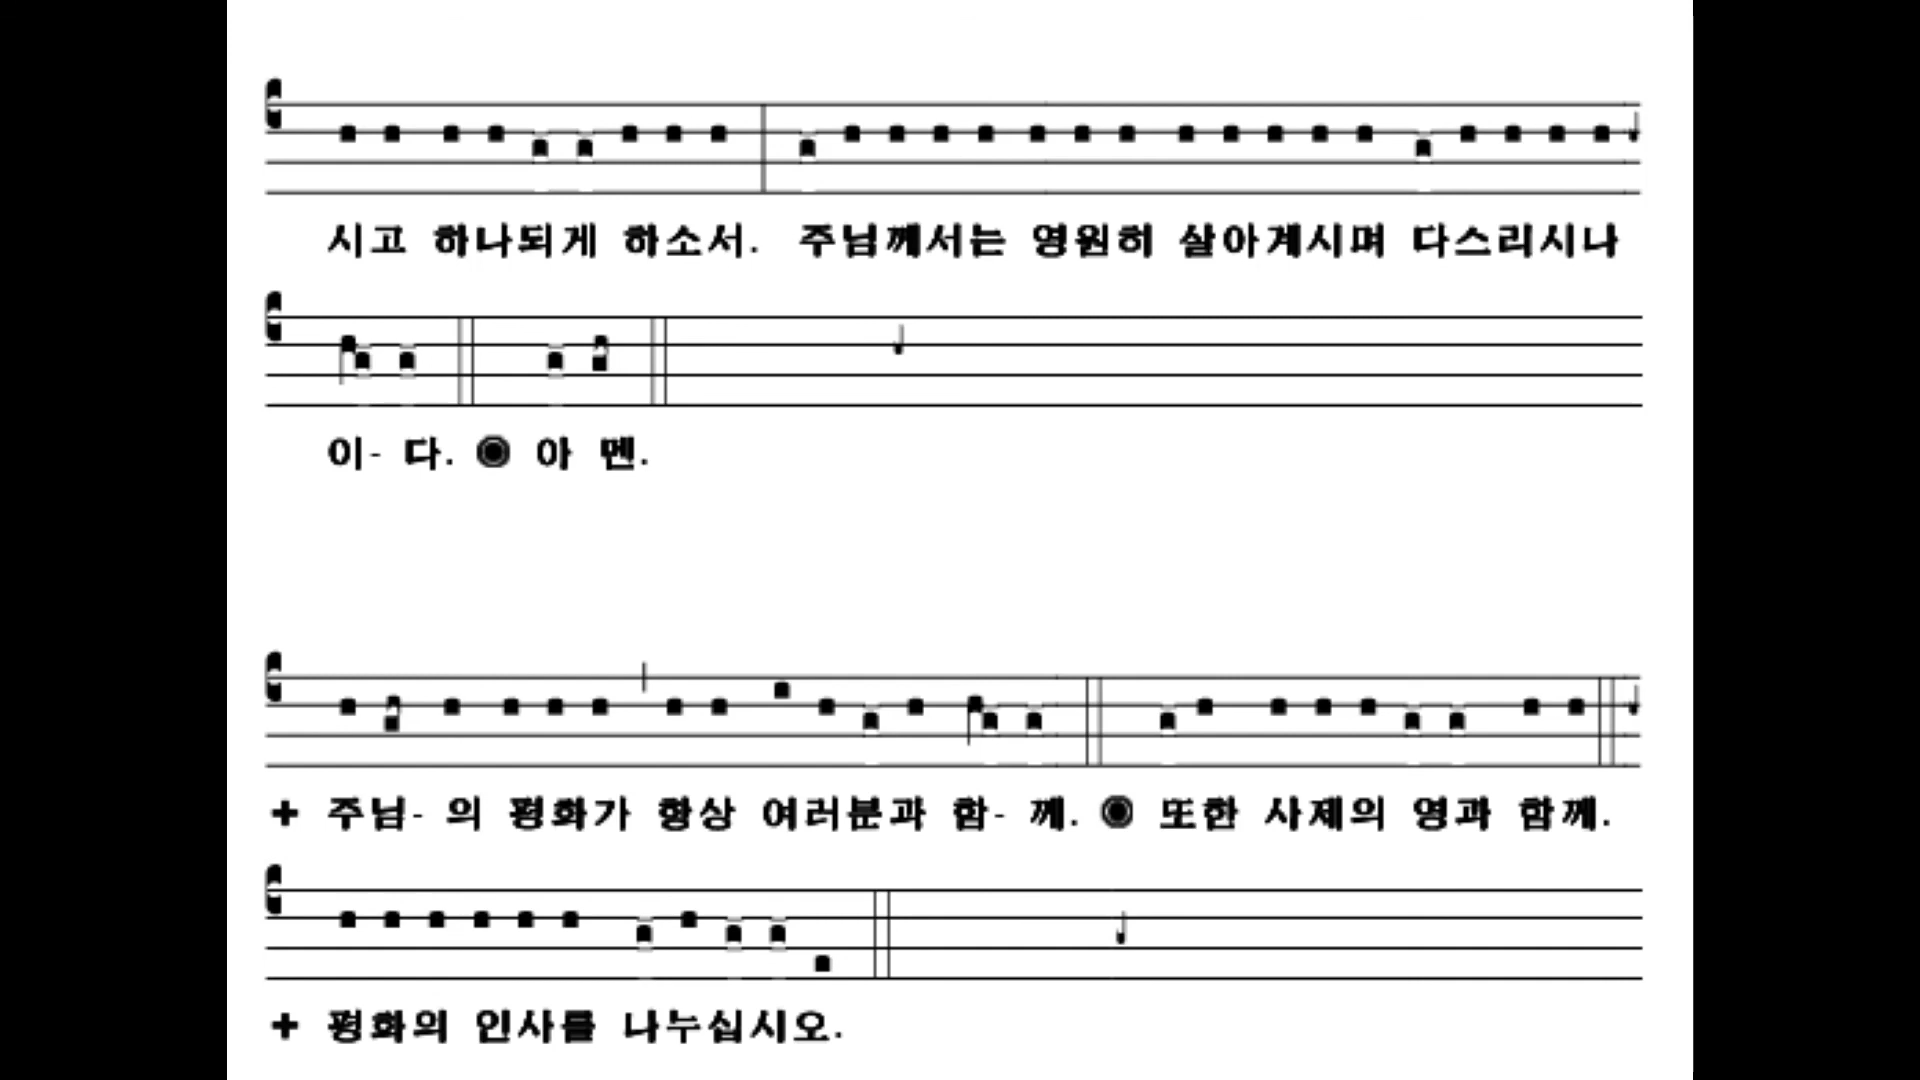 시고 하나되게 하소서. 주님께서는 영원히 살아계시며 다스리시나
이- 다. ◉ 아 멘.
+ 주님- 의 평화가 항상 여러분과 함- 께. ◉ 또한 사제의 영과 함께.
+ 평화의 인사를 나누십시오.